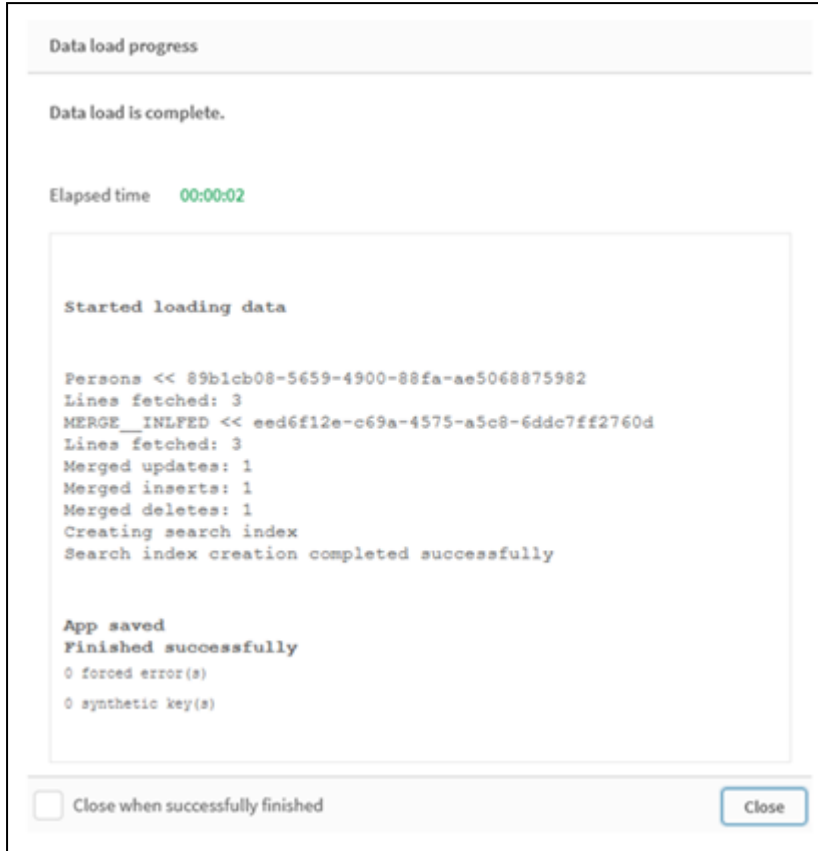 Data load progress
Data load is complete.
Elapsed time 00:00:02
Started loading data
Persons << 89b1cb08-5659-4900-88fa-ae5068875982
Lines fetched: 3
MERGE__INLFED << eed6f12e-c69a-4575-a5c8-6ddc7ff2760d
Lines fetched: 3
Merged updates: 1
Merged inserts: 1
Merged deletes: 1
Creating search index
Search index creation completed successfully
App saved
Finished successfully
0 forced error(s)
0 synthetic key(s)
Close when successfully finished
Close